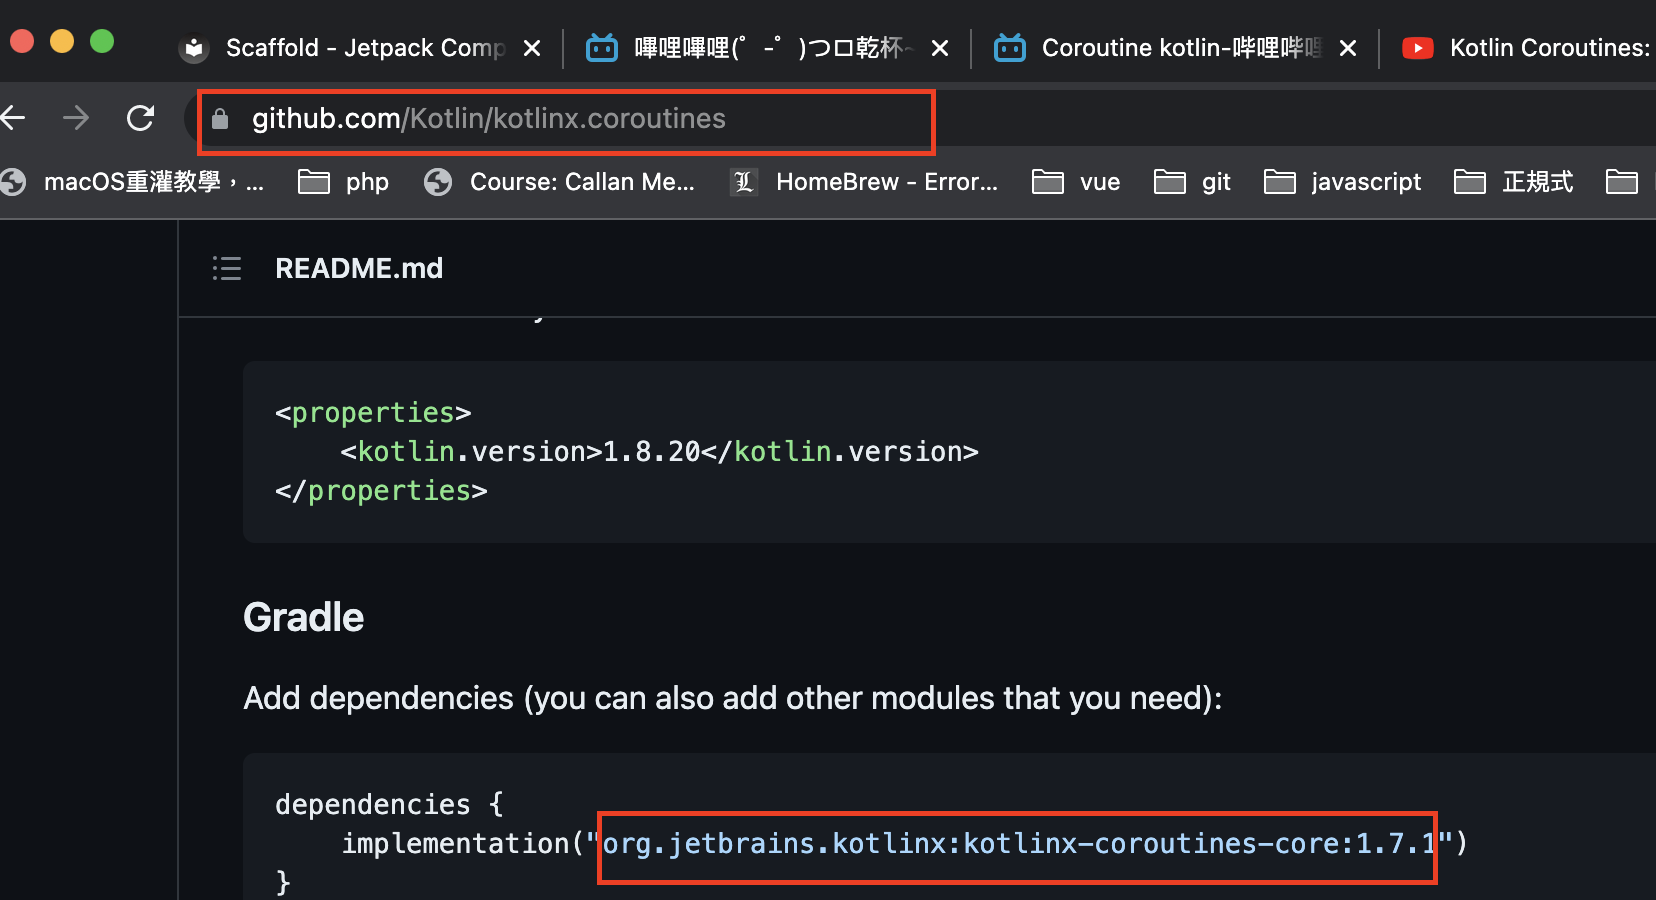 Scaffold - Jetpack Comp
嗶哩嗶哩(゜-゜)つロ乾杯~
Coroutine kotlin-哔哩哔哩
Kotlin Coroutines:
github.com/Kotlin/kotlinx.coroutines
macOS重灌教學，...
php
Course: Callan Me...
HomeBrew - Error...
vue
git
javascript
正規式
README.md
<properties>
<kotlin.version>1.8.20</kotlin.version>
</properties>
Gradle
Add dependencies (you can also add other modules that you need):
dependencies {
implementation("org.jetbrains.kotlinx:kotlinx-coroutines-core:1.7.1")
}